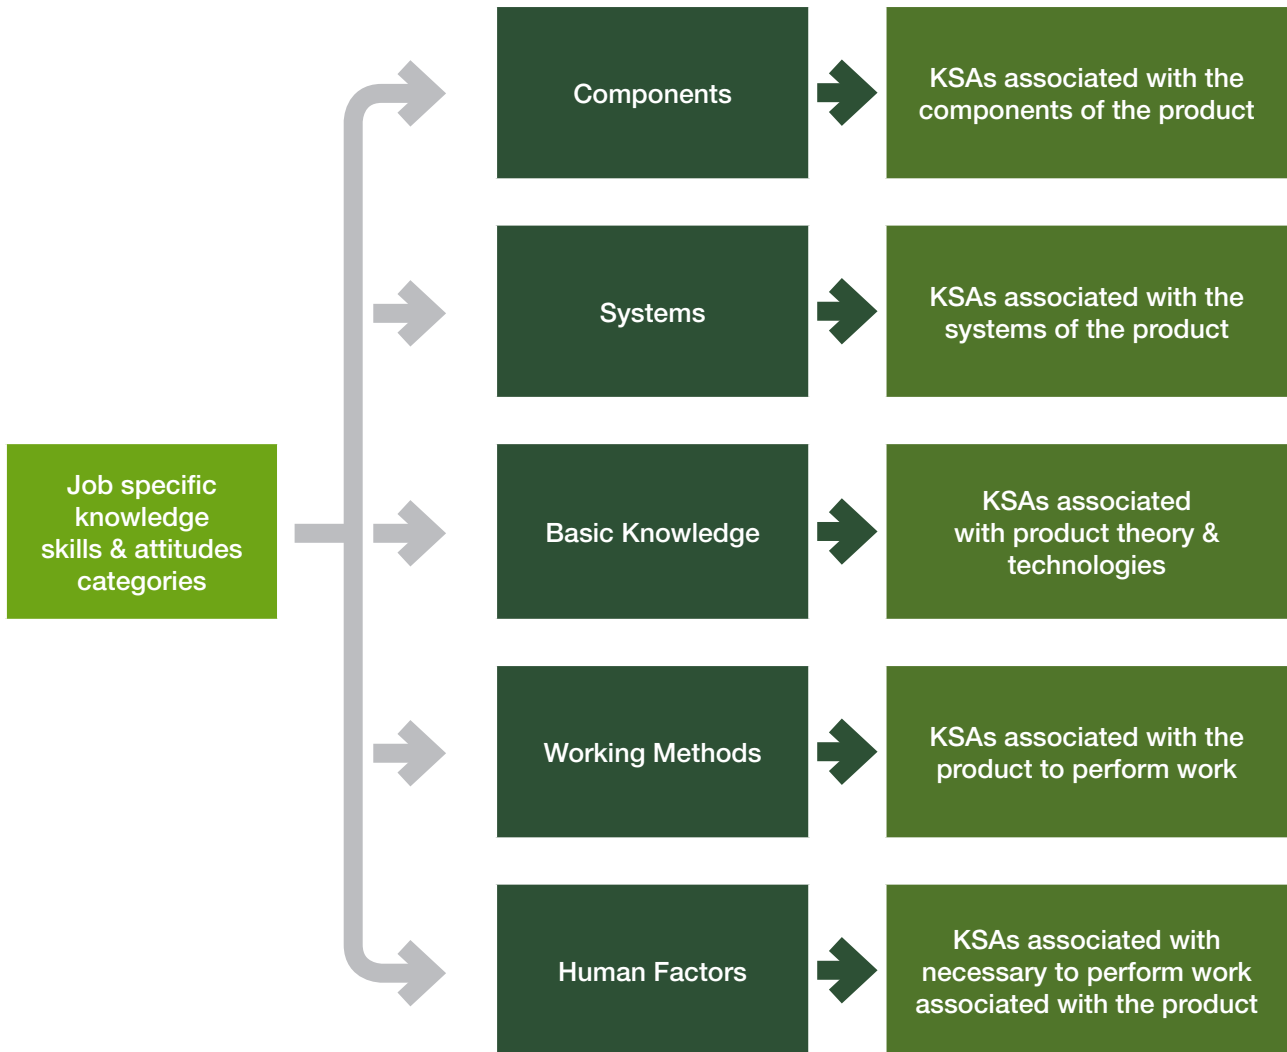 Components
KSAs associated with the
components of the product
Systems
KSAs associated with the
systems of the product
Job specific
knowledge
skills & attitudes
categories
Basic Knowledge
KSAs associated
with product theory &
technologies
Working Methods
KSAs associated with the
product to perform work
Human Factors
KSAs associated with
necessary to perform work
associated with the product